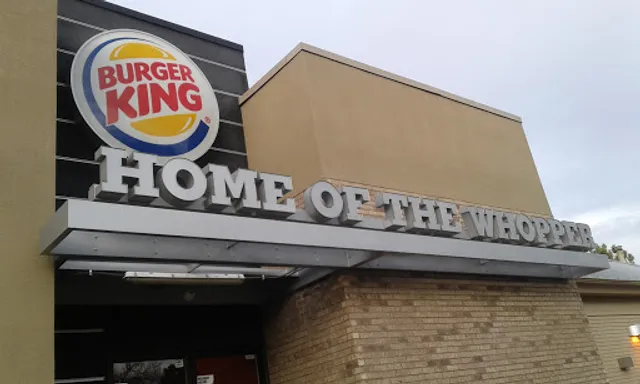 BURGER
KING
®
HOME OF THE WHOPPER